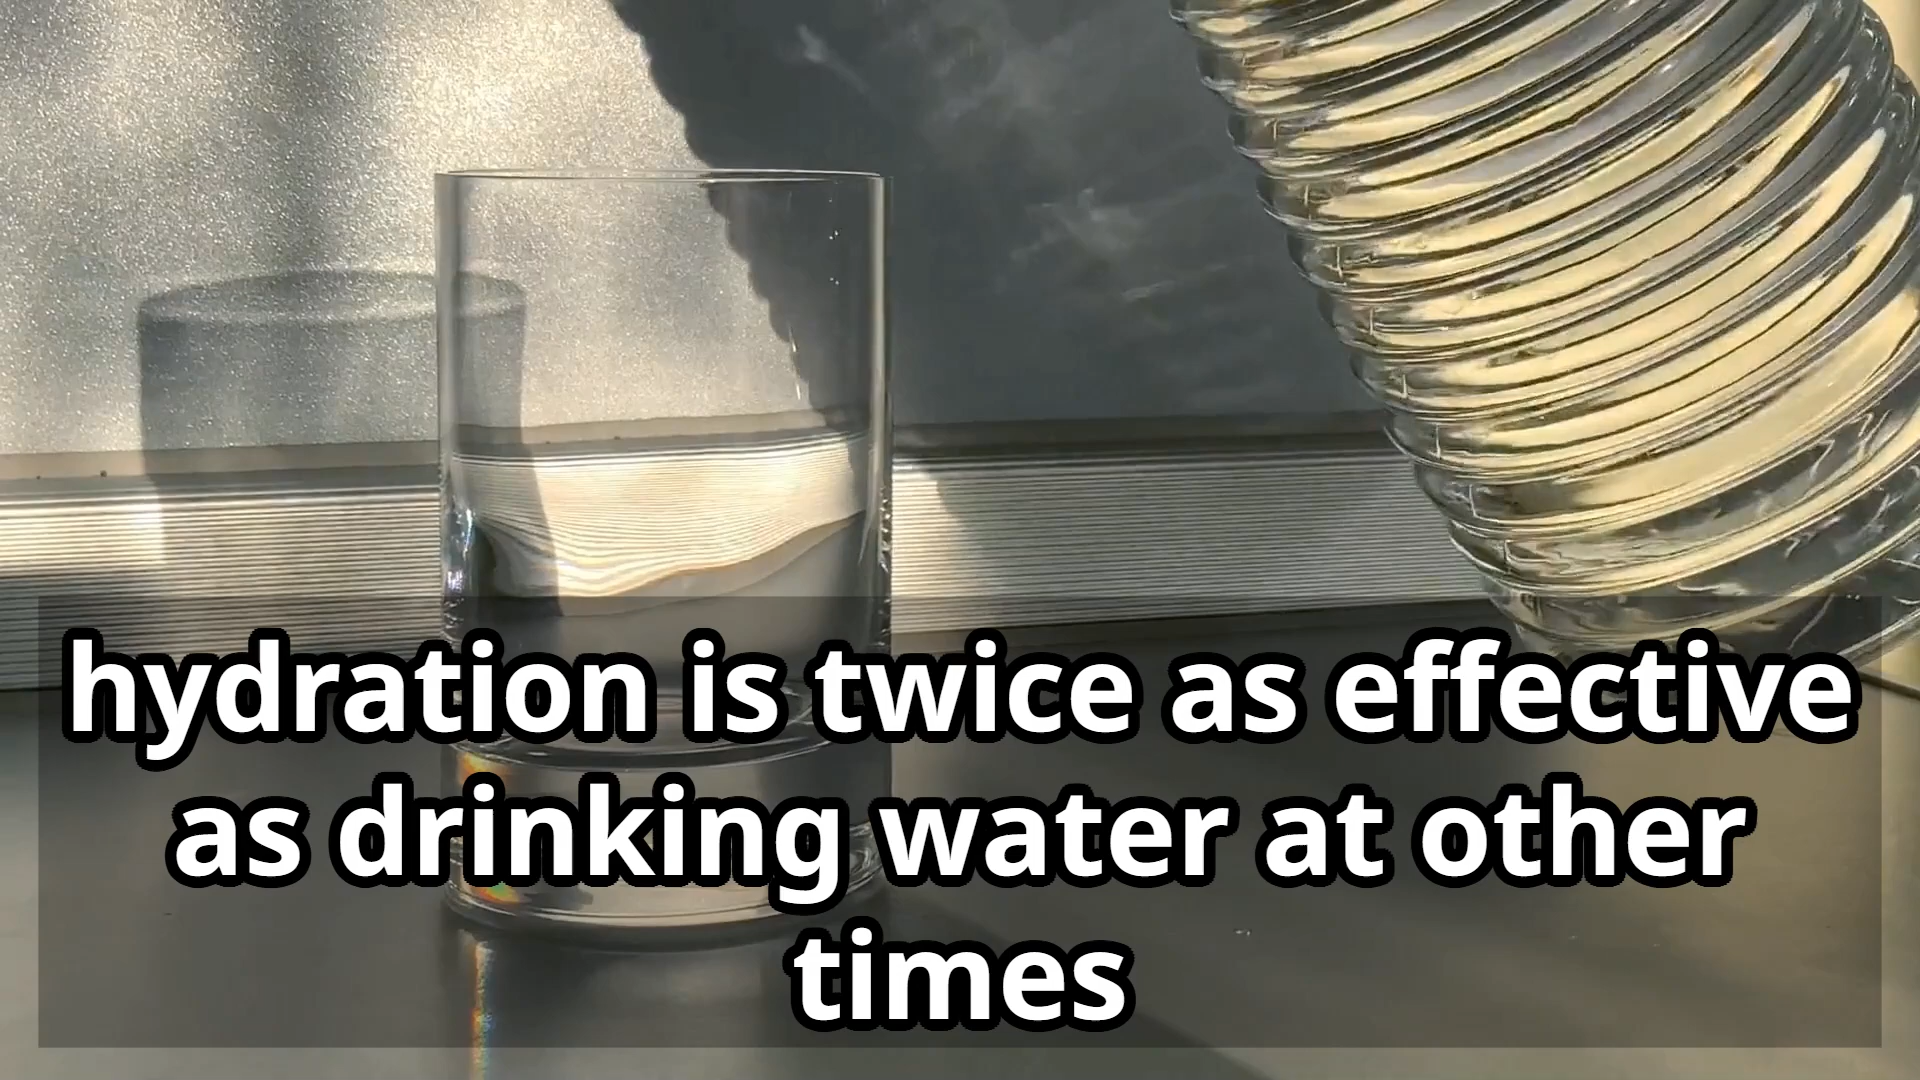 hydration is twice as effective
as drinking water at other
times